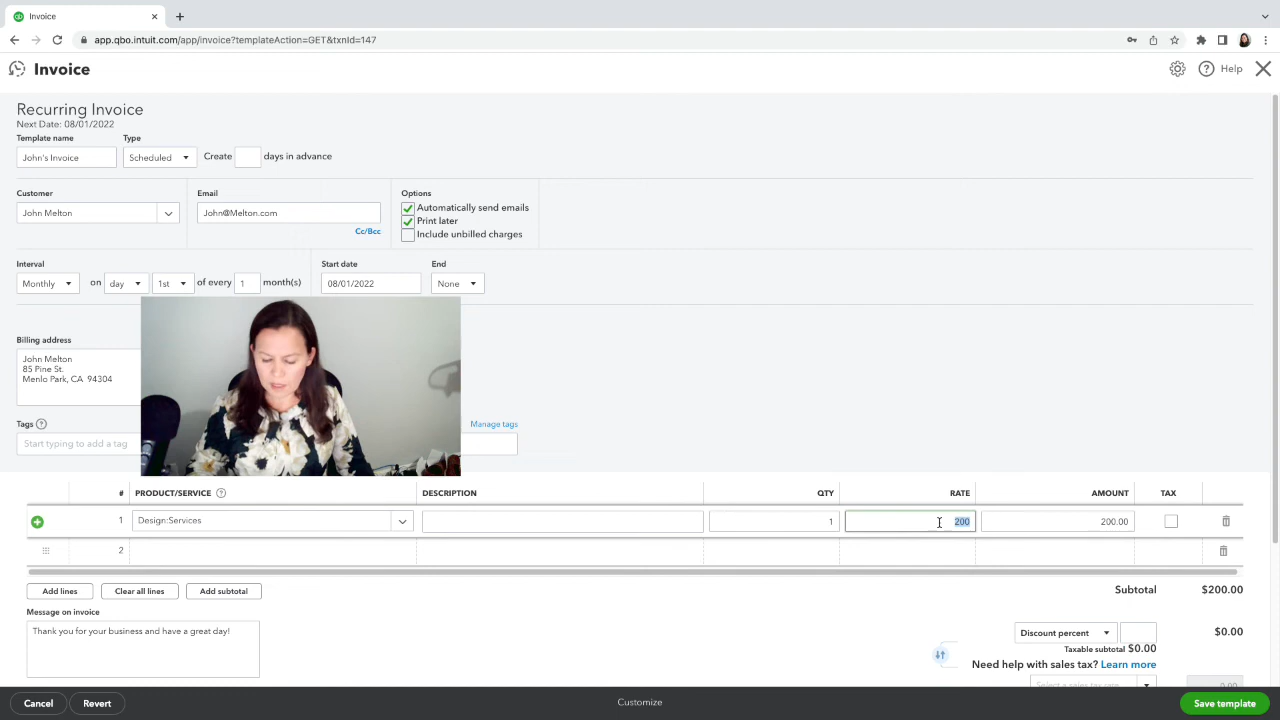 Invoice
app.qbo.intuit.com/app/invoice?templateAction=GET&txnId=147
Invoice
Help
Recurring Invoice
Next Date: 08/01/2022
Template name
Type
John's Invoice
Scheduled
Create
days in advance
Customer
Email
Options
John Melton
John@Melton.com
Automatically send emails
Print later
Include unbilled charges
Cc/Bcc
Interval
Start date
End
Monthly
on
day
1st
of every
1
month(s)
08/01/2022
None
Billing address
John Melton
85 Pine St.
Menlo Park, CA 94304
Tags
Manage tags
Start typing to add a tag
# PRODUCT/SERVICE DESCRIPTION QTY RATE AMOUNT TAX
1 Design:Services 1 200 200.00
2
Add lines Clear all lines Add subtotal
Subtotal $200.00
Message on invoice
Thank you for your business and have a great day!
Discount percent
$0.00
Taxable subtotal $0.00
Need help with sales tax? Learn more
Select a sales tax rate
0.00
Cancel Revert Customize Save template